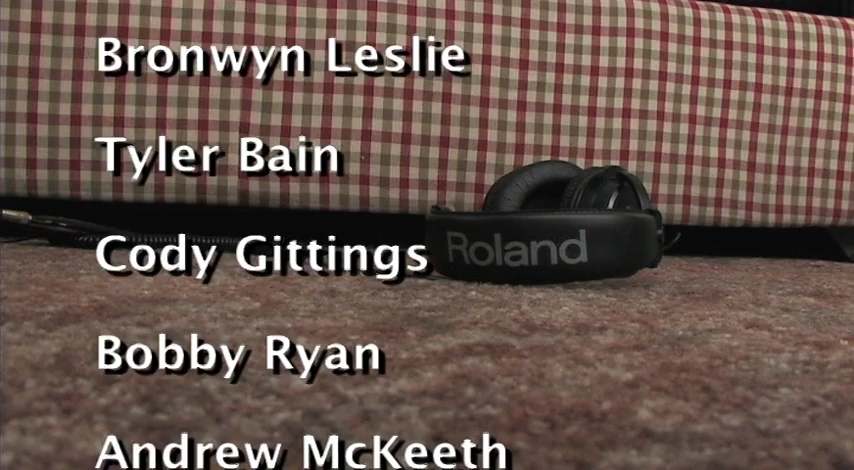 Bronwyn Leslie
Tyler Bain
Cody Gittings
Roland
Bobby Ryan
Andrew McKeeth